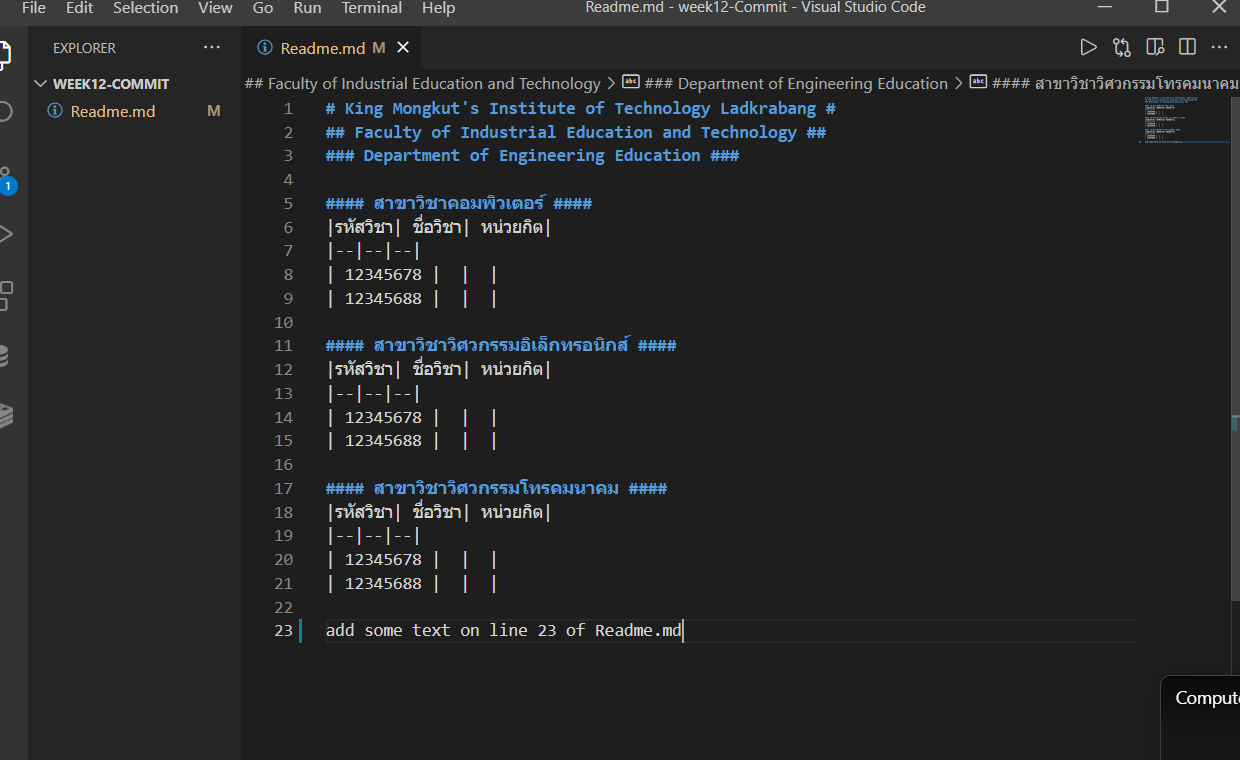 File Edit Selection View Go Run Terminal Help Readme.md - week12-Commit - Visual Studio Code
EXPLORER
WEEK12-COMMIT
Readme.md M
1
Readme.md M
## Faculty of Industrial Education and Technology > ### Department of Engineering Education > #### สาขาวิชาวิศวกรรมโทรคมนาคม
1 # King Mongkut's Institute of Technology Ladkrabang #
2 ## Faculty of Industrial Education and Technology ##
3 ### Department of Engineering Education ###
4
5 #### สาขาวิชาคอมพิวเตอร์ ####
6 |รหัสวิชา| ชื่อวิชา| หน่วยกิต|
7 |--|--|--|
8 | 12345678 | | |
9 | 12345688 | | |
10
11 #### สาขาวิชาวิศวกรรมอิเล็กทรอนิกส์ ####
12 |รหัสวิชา| ชื่อวิชา| หน่วยกิต|
13 |--|--|--|
14 | 12345678 | | |
15 | 12345688 | | |
16
17 #### สาขาวิชาวิศวกรรมโทรคมนาคม ####
18 |รหัสวิชา| ชื่อวิชา| หน่วยกิต|
19 |--|--|--|
20 | 12345678 | | |
21 | 12345688 | | |
22
23 add some text on line 23 of Readme.md